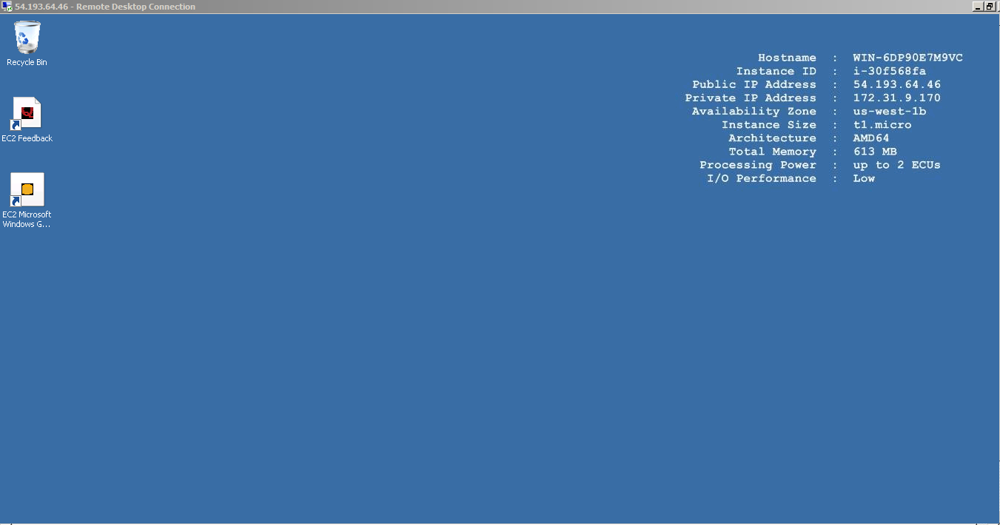 54.193.64.46 - Remote Desktop Connection
Recycle Bin
EC2 Feedback
EC2 Microsoft
Windows G...
Hostname : WIN-6DP90E7M9VC
Instance ID : i-30f568fa
Public IP Address : 54.193.64.46
Private IP Address : 172.31.9.170
Availability Zone : us-west-1b
Instance Size : t1.micro
Architecture : AMD64
Total Memory : 613 MB
Processing Power : up to 2 ECUs
I/O Performance : Low